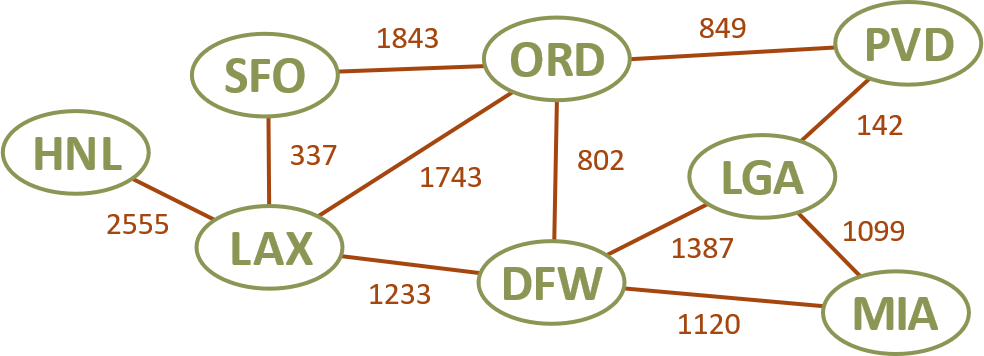 1843
849
SFO
ORD
PVD
HNL
337
1743
802
142
LGA
2555
LAX
1233
DFW
1387
1099
1120
MIA